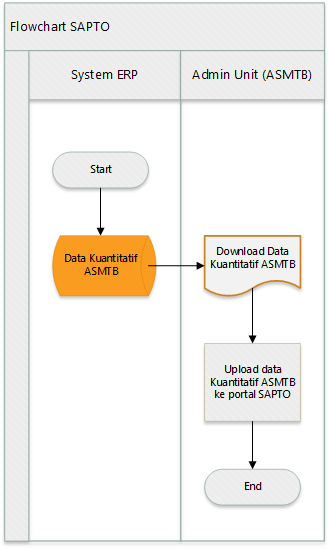 Flowchart SAPTO
System ERP
Admin Unit (ASMTB)
Start
Data Kuantitatif
ASMTB
Download Data
Kuantitatif ASMTB
Upload data
Kuantitatif ASMTB
ke portal SAPTO
End